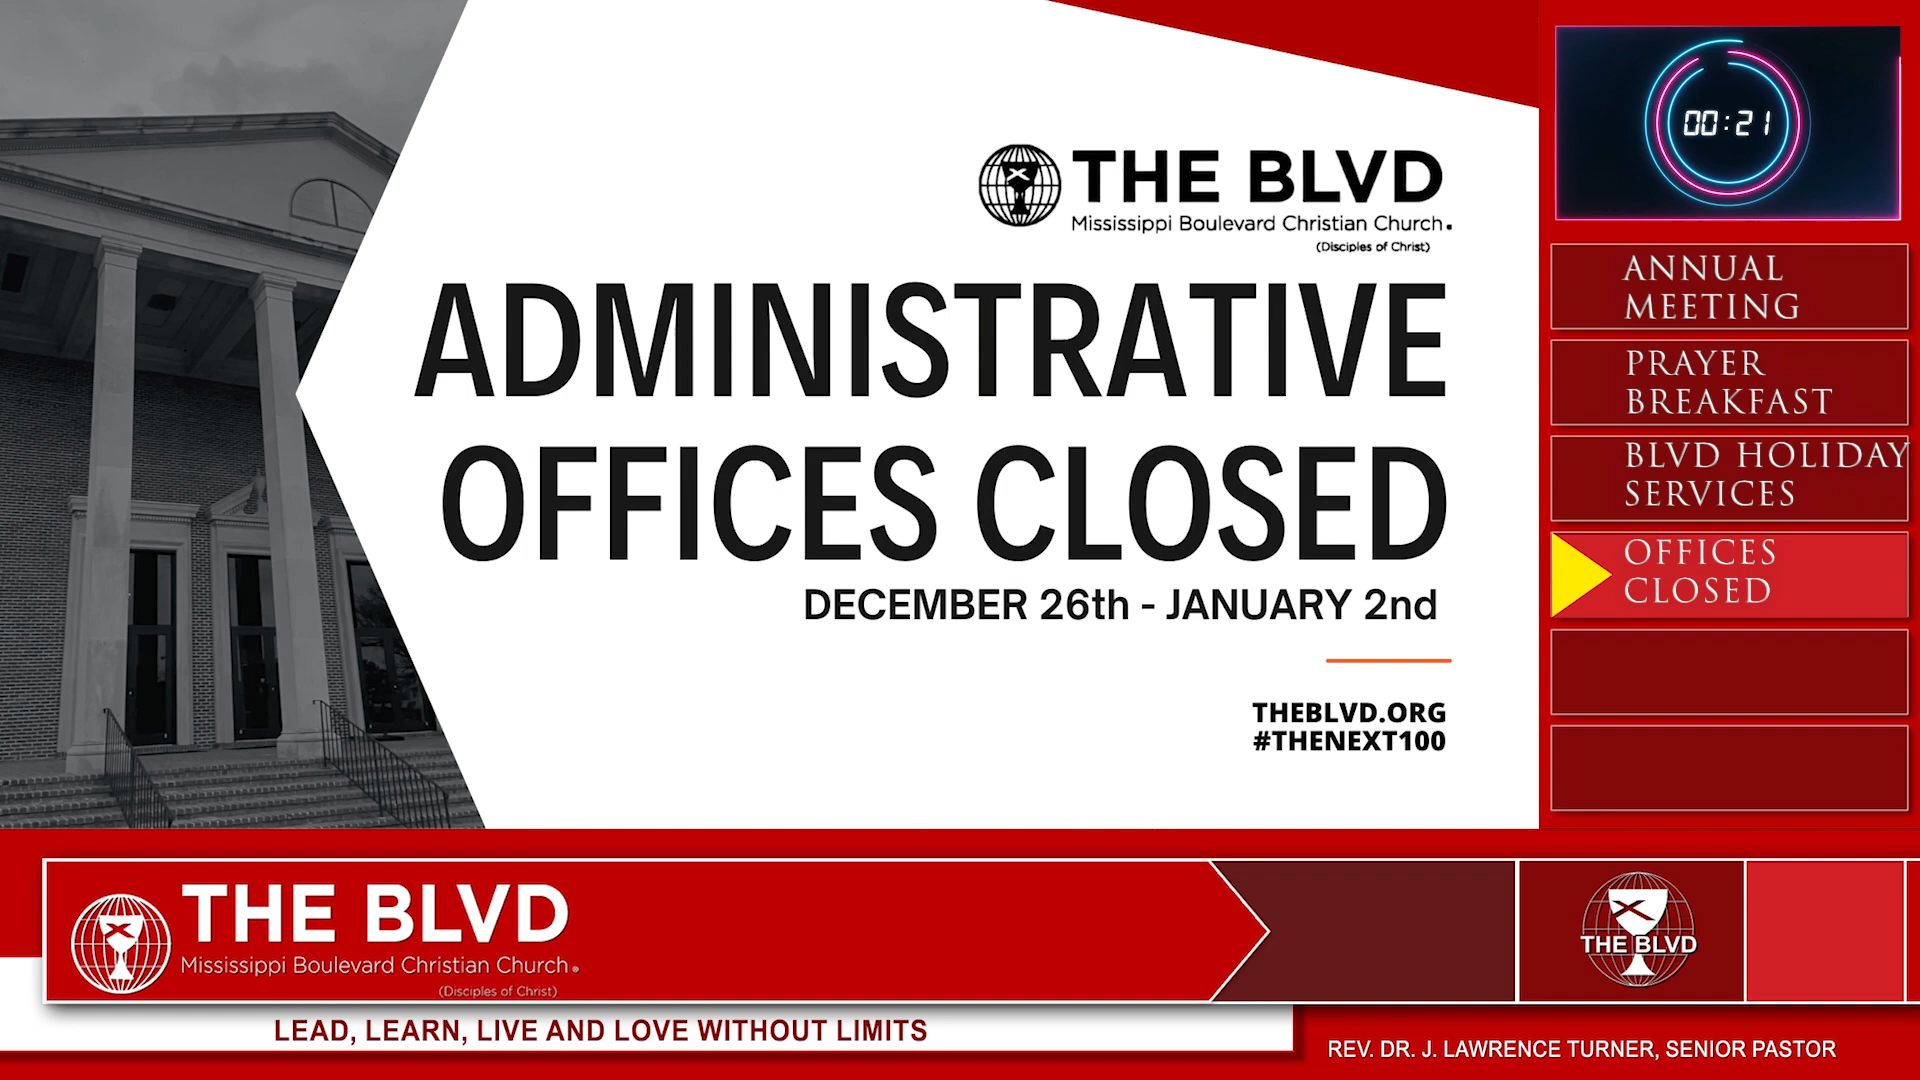 THE BLVD
Mississippi Boulevard Christian Church.
(Disciples of Christ)
ADMINISTRATIVE
OFFICES CLOSED
DECEMBER 26th - JANUARY 2nd
THEBLVD.ORG
#THENEXT100
00:21
ANNUAL
MEETING
PRAYER
BREAKFAST
BLVD HOLIDAY
SERVICES
OFFICES
CLOSED
THE BLVD
Mississippi Boulevard Christian Church®
(Disciples of Christ)
THE BLVD
LEAD, LEARN, LIVE AND LOVE WITHOUT LIMITS
REV. DR. J. LAWRENCE TURNER, SENIOR PASTOR